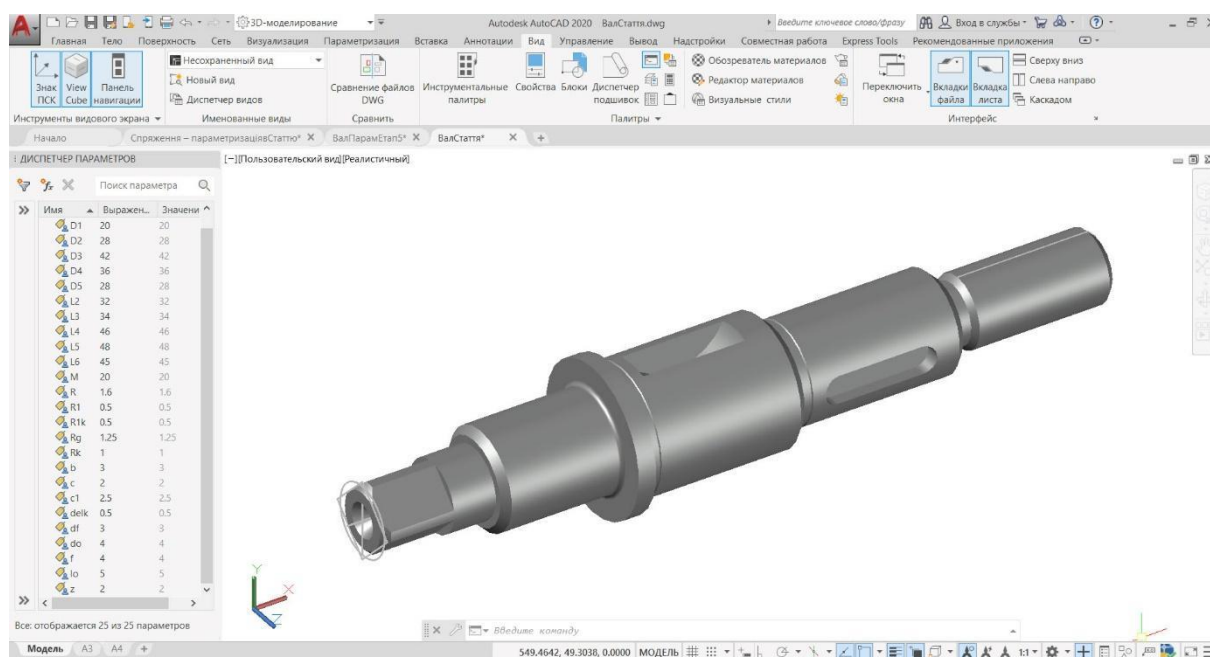 3D-моделирование Autodesk AutoCAD 2020 ВалСтаття.dwg Введите ключевое слово/фразу Вход в службы
Главная Тело Поверхность Сеть Визуализация Параметризация Вставка Аннотации Вид Управление Вывод Надстройки Совместная работа Express Tools Рекомендованные приложения
Знак ПСК
View Cube
Панель навигации
Несохраненный вид
Новый вид
Диспетчер видов
Сравнение файлов DWG
Инструментальные палитры
Свойства
Блоки
Диспетчер подшивок
Обозреватель материалов
Редактор материалов
Визуальные стили
Переключить окна
Вкладки файла
Вкладка листа
Сверху вниз
Слева направо
Каскадом
Инструменты видового экрана Именованные виды Сравнить Палитры Интерфейс
Начало Спряження – параметризаціявСтаттю* ВалПарамЕтап5* ВалСтаття*
ДИСПЕТЧЕР ПАРАМЕТРОВ
[−][Пользовательский вид][Реалистичный]
fx Поиск параметра
Имя Выражен... Значени
D1 20 20
D2 28 28
D3 42 42
D4 36 36
D5 28 28
L2 32 32
L3 34 34
L4 46 46
L5 48 48
L6 45 45
M 20 20
R 1.6 1.6
R1 0.5 0.5
R1k 0.5 0.5
Rg 1.25 1.25
Rk 1 1
b 3 3
c 2 2
c1 2.5 2.5
delk 0.5 0.5
df 3 3
do 4 4
f 4 4
lo 5 5
z 2 2
Y
X
Z
Все: отображается 25 из 25 параметров
Введите команду
Модель А3 А4 +
549.4642, 49.3038, 0.0000 МОДЕЛЬ 1:1